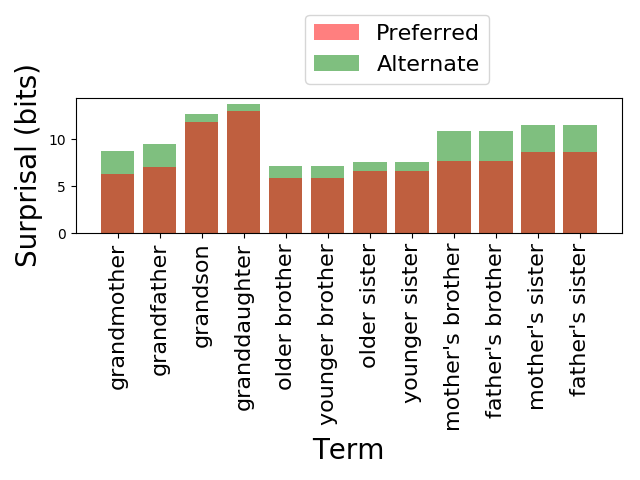 Preferred
Alternate
Surprisal (bits)
10
5
0
grandmother
grandfather
grandson
granddaughter
older brother
younger brother
older sister
younger sister
mother's brother
father's brother
mother's sister
father's sister
Term